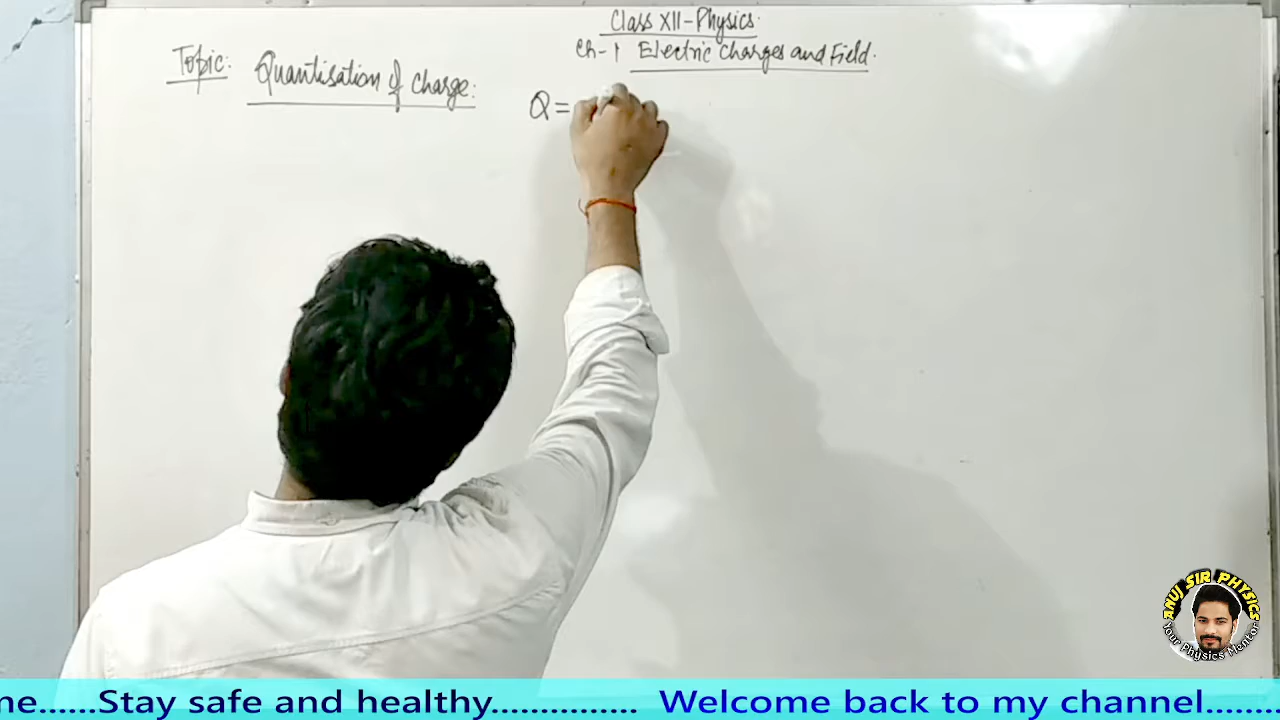 Class XII-Physics.
Ch-1 Electric Charges and Field.
Topic: Quantisation of charge:
Q=
ANUJ SIR PHYSICS
Your Physics Mentor
me......Stay safe and healthy............... Welcome back to my channel........